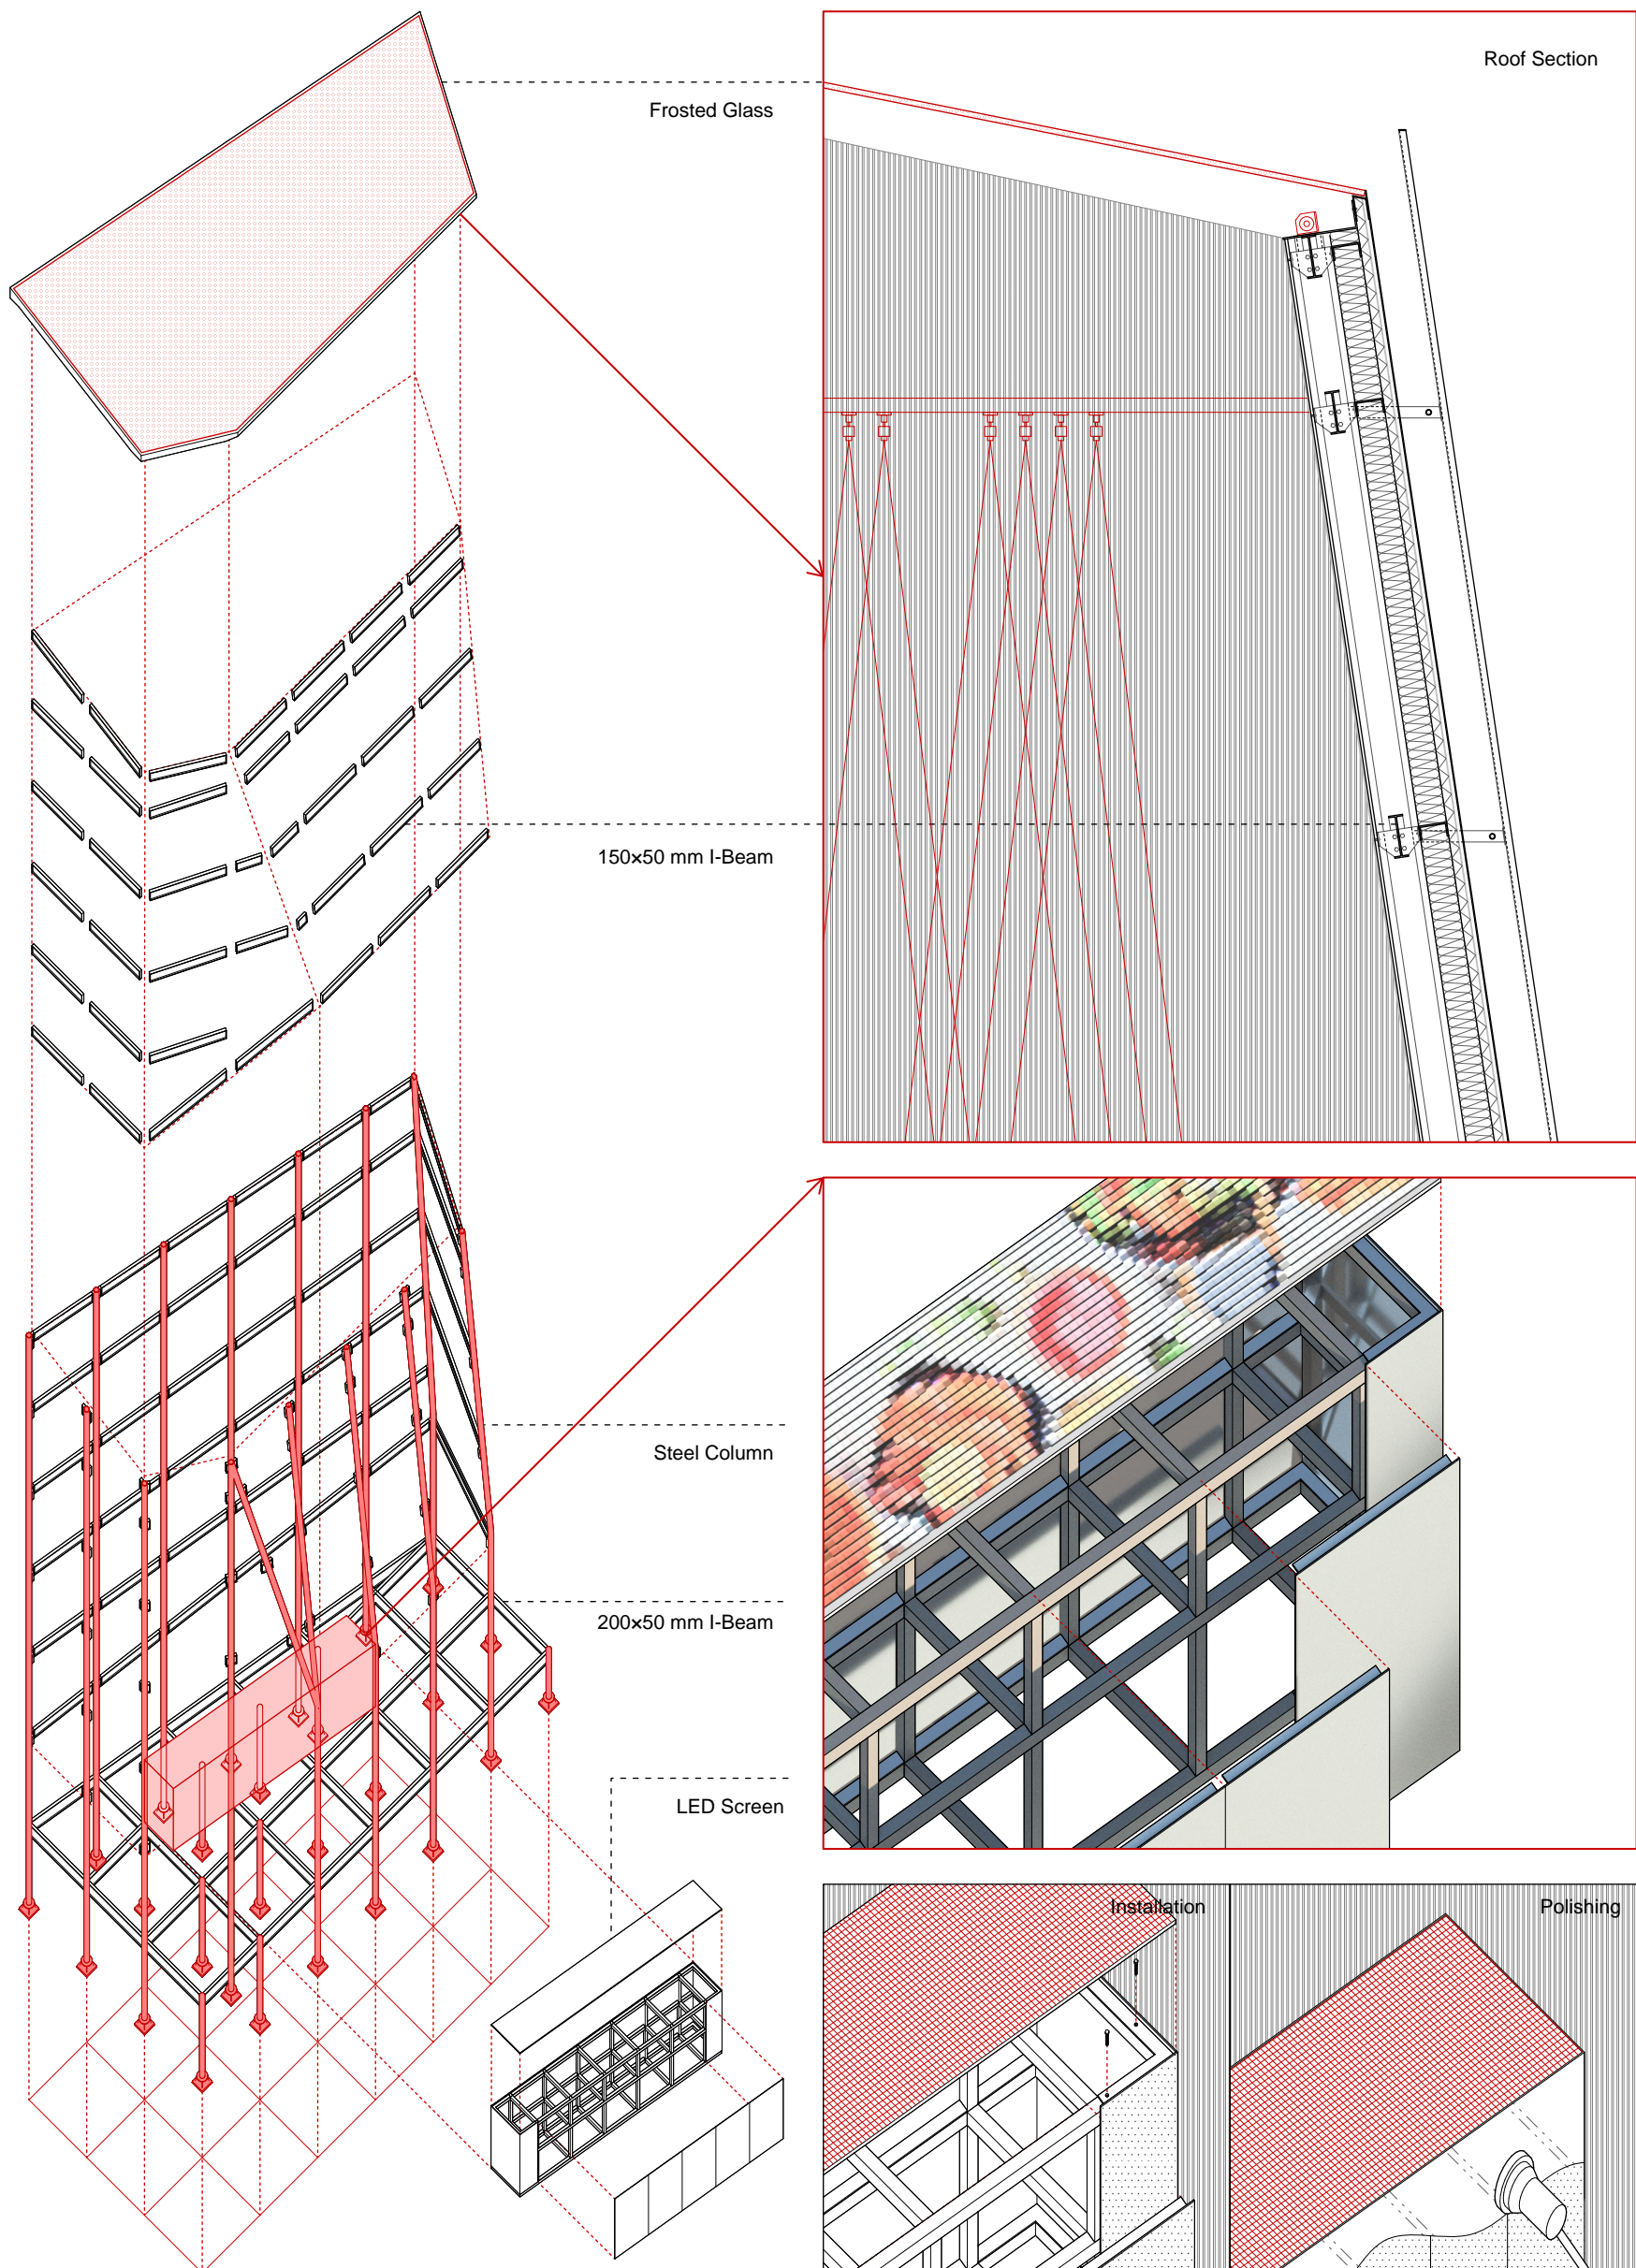 Roof Section
Frosted Glass
150×50 mm I-Beam
Steel Column
200×50 mm I-Beam
LED Screen
Installation
Polishing